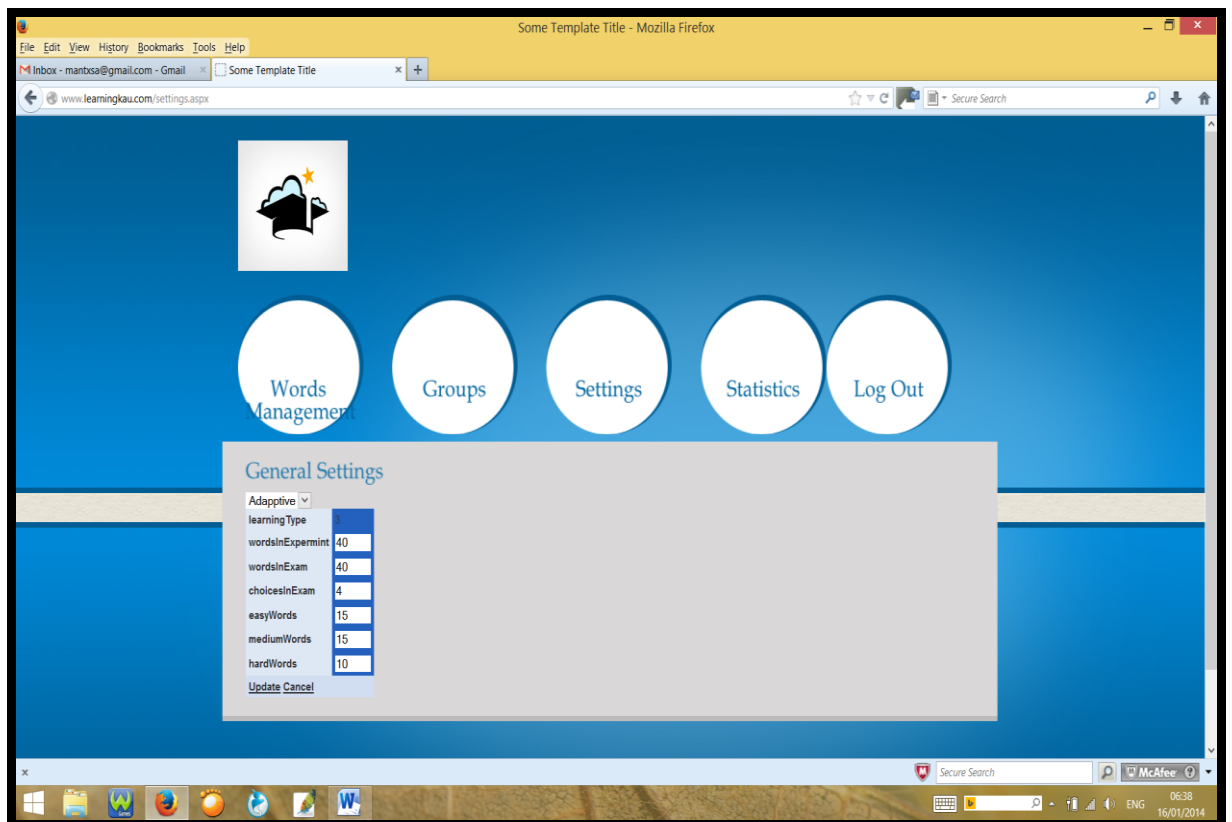 Some Template Title - Mozilla Firefox
File Edit View History Bookmarks Tools Help
Inbox - mantxsa@gmail.com - Gmail × Some Template Title × +
www.learningkau.com/settings.aspx Secure Search
Words Management
Groups
Settings
Statistics
Log Out
General Settings
Adapptive
learningType 3
wordsInExpermint 40
wordsInExam 40
choicesInExam 4
easyWords 15
mediumWords 15
hardWords 10
Update Cancel
x Secure Search McAfee
Games W ENG 06:38
16/01/2014